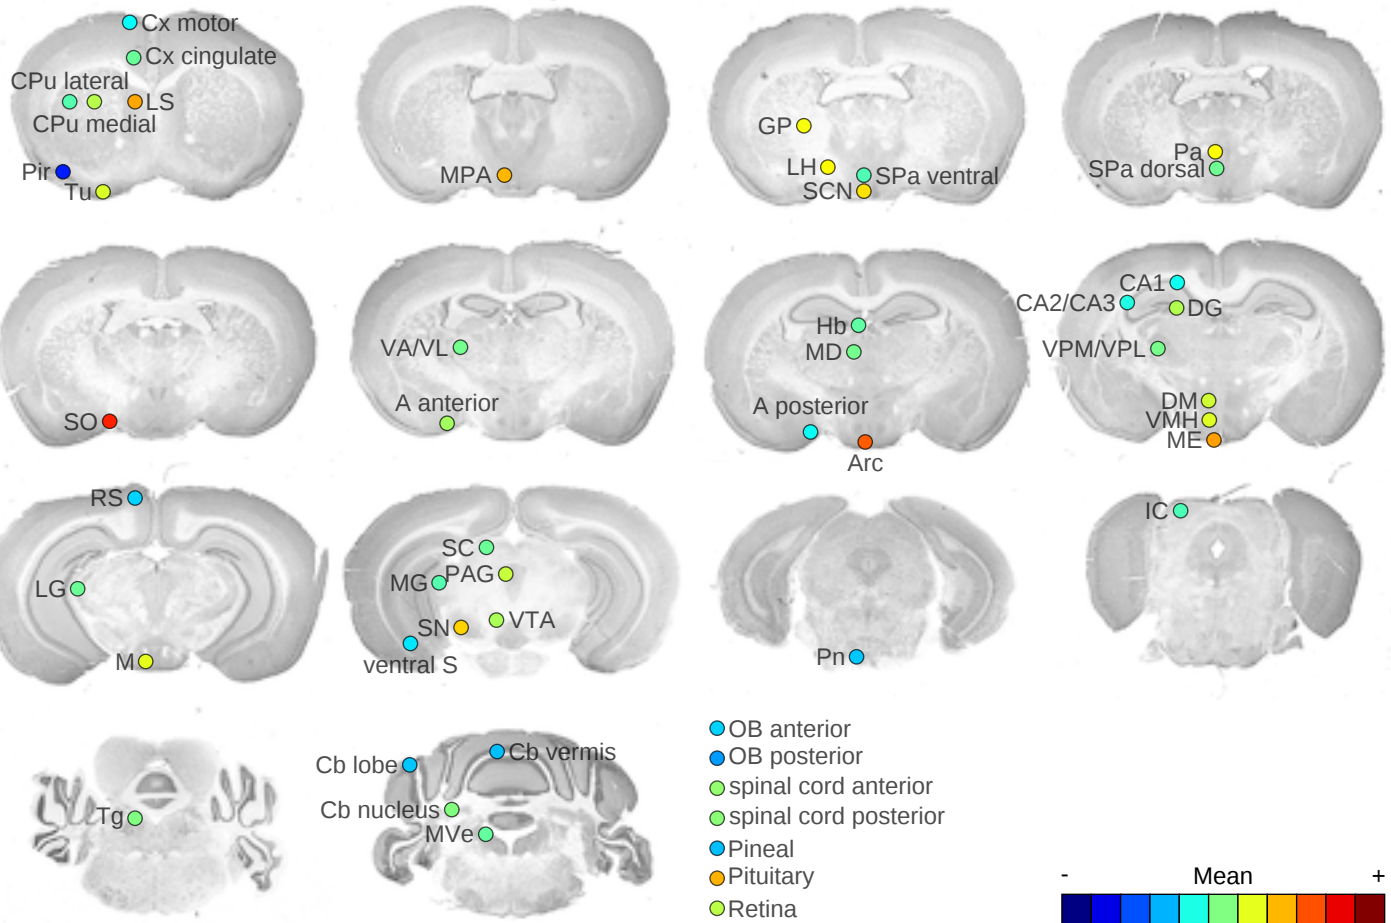 Cx motor
Cx cingulate
CPu lateral
LS
CPu medial
Pir
Tu
MPA
GP
LH
SPa ventral
SCN
Pa
SPa dorsal
SO
VA/VL
A anterior
Hb
MD
A posterior
Arc
CA1
CA2/CA3
DG
VPM/VPL
DM
VMH
ME
RS
LG
M
SC
MG
PAG
SN
VTA
ventral S
Pn
IC
Tg
Cb lobe
Cb vermis
Cb nucleus
MVe
OB anterior
OB posterior
spinal cord anterior
spinal cord posterior
Pineal
Pituitary
Retina
- Mean +